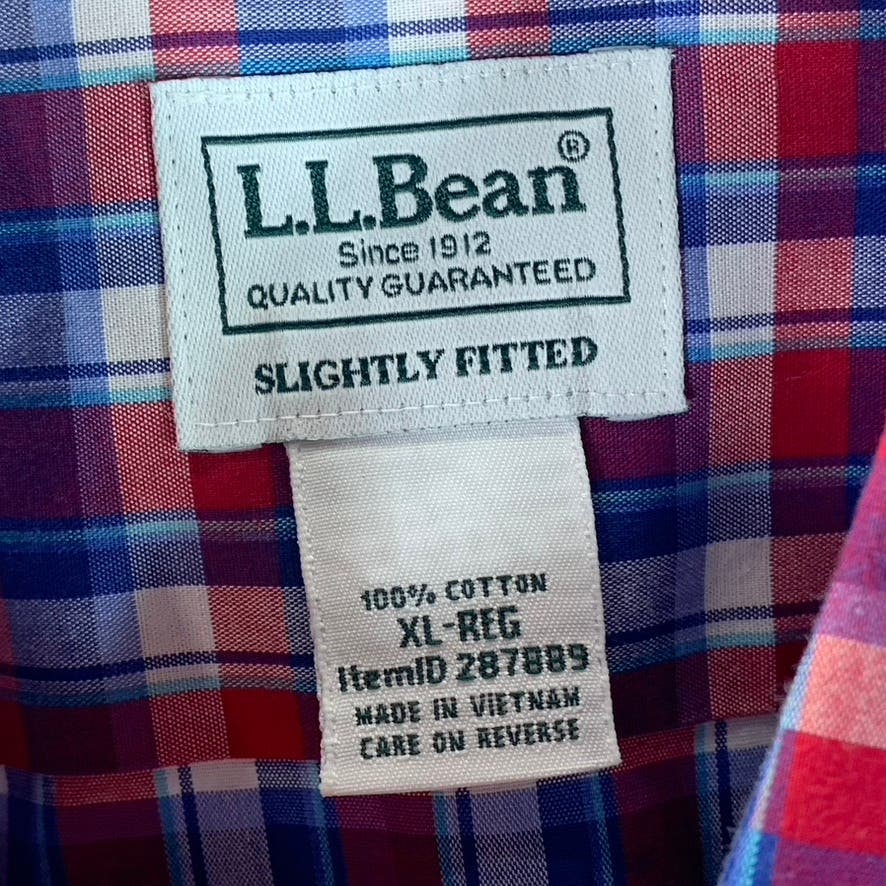 L.L.Bean®
Since 1912
QUALITY GUARANTEED
SLIGHTLY FITTED
100% COTTON
XL-REG
ItemID 287889
MADE IN VIETNAM
CARE ON REVERSE